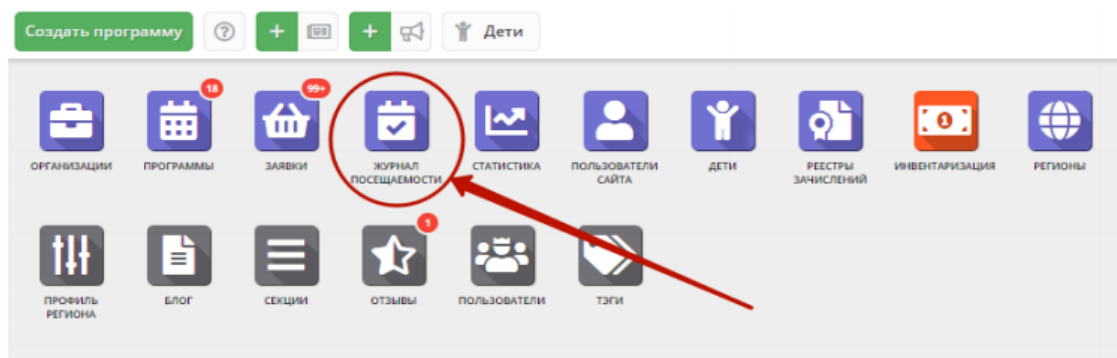 Создать программу
Дети
18
99+
ОРГАНИЗАЦИИ
ПРОГРАММЫ
ЗАЯВКИ
ЖУРНАЛ
ПОСЕЩАЕМОСТИ
СТАТИСТИКА
ПОЛЬЗОВАТЕЛИ
САЙТА
ДЕТИ
РЕЕСТРЫ
ЗАЧИСЛЕНИЙ
ИНВЕНТАРИЗАЦИЯ
РЕГИОНЫ
1
ПРОФИЛЬ
РЕГИОНА
БЛОГ
СЕКЦИИ
ОТЗЫВЫ
ПОЛЬЗОВАТЕЛИ
ТЭГИ